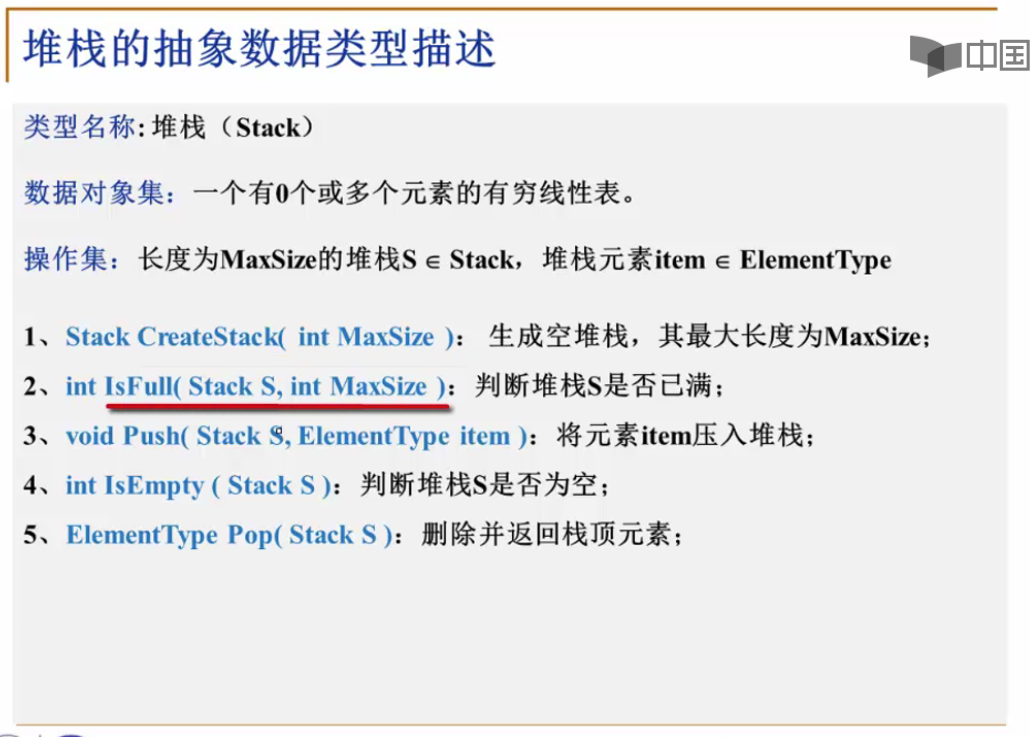 堆栈的抽象数据类型描述
中国
类型名称: 堆栈（Stack）
数据对象集：一个有0个或多个元素的有穷线性表。
操作集：长度为MaxSize的堆栈S ∈ Stack，堆栈元素item ∈ ElementType
1、Stack CreateStack( int MaxSize )： 生成空堆栈，其最大长度为MaxSize；
2、int IsFull( Stack S, int MaxSize )：判断堆栈S是否已满；
3、void Push( Stack S, ElementType item )：将元素item压入堆栈；
4、int IsEmpty ( Stack S )：判断堆栈S是否为空；
5、ElementType Pop( Stack S )：删除并返回栈顶元素；